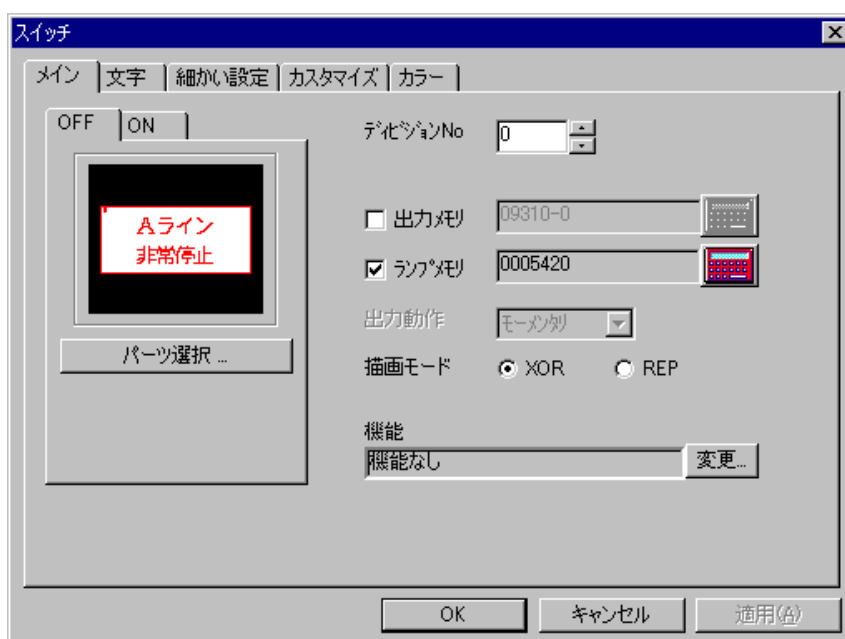 スイッチ
メイン 文字 細かい設定 カスタマイズ カラー
OFF ON
Aライン
非常停止
パーツ選択 ...
ディビジョンNo 0
出力メモリ 09310-0
ランプメモリ 0005420
出力動作 モーメンタリ
描画モード XOR REP
機能
機能なし 変更...
OK キャンセル 適用(A)